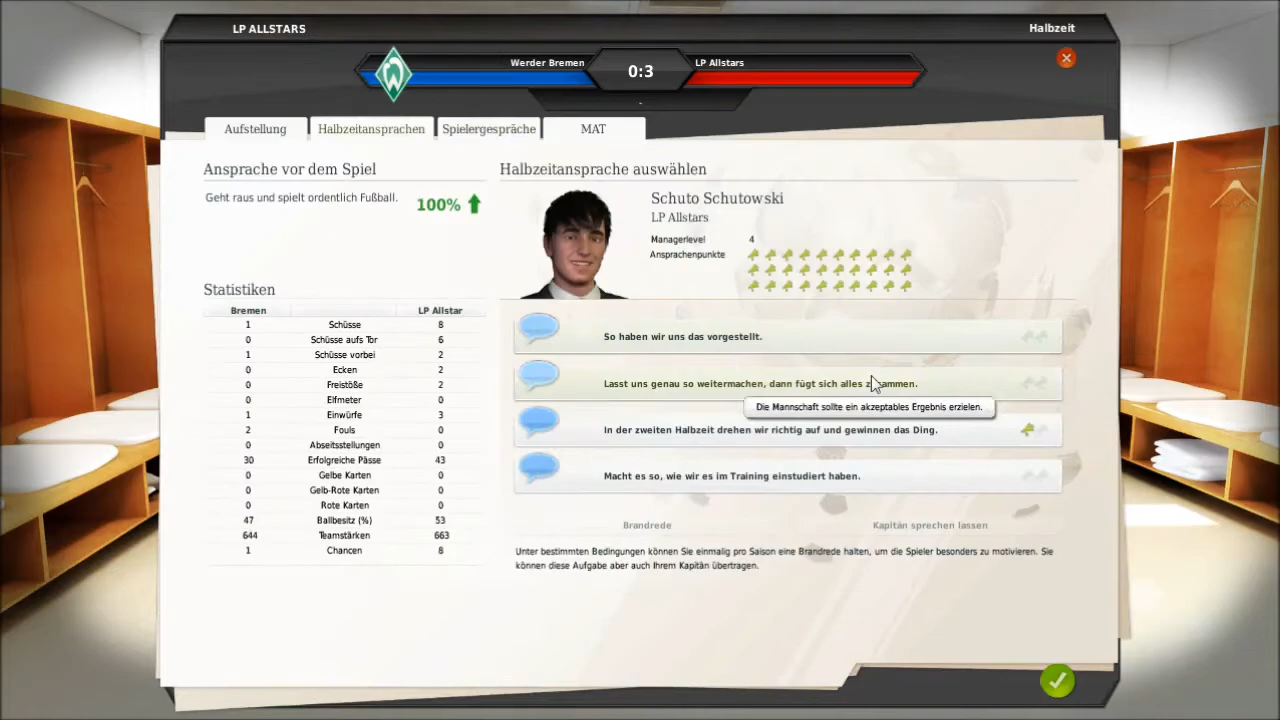 LP ALLSTARS
Halbzeit
Werder Bremen
0:3
LP Allstars
-
Aufstellung
Halbzeitansprachen
Spielergespräche
MAT
Ansprache vor dem Spiel
Geht raus und spielt ordentlich Fußball.
100%
Halbzeitansprache auswählen
Schuto Schutowski
LP Allstars
Managerlevel 4
Ansprachenpunkte
Statistiken
Bremen LP Allstar
1 Schüsse 8
0 Schüsse aufs Tor 6
1 Schüsse vorbei 2
0 Ecken 2
0 Freistöße 2
0 Elfmeter 0
1 Einwürfe 3
2 Fouls 0
0 Abseitsstellungen 0
30 Erfolgreiche Pässe 43
0 Gelbe Karten 0
0 Gelb-Rote Karten 0
0 Rote Karten 0
47 Ballbesitz (%) 53
644 Teamstärken 663
1 Chancen 8
So haben wir uns das vorgestellt.
Lasst uns genau so weitermachen, dann fügt sich alles zusammen.
Die Mannschaft sollte ein akzeptables Ergebnis erzielen.
In der zweiten Halbzeit drehen wir richtig auf und gewinnen das Ding.
Macht es so, wie wir es im Training einstudiert haben.
Brandrede
Kapitän sprechen lassen
Unter bestimmten Bedingungen können Sie einmalig pro Saison eine Brandrede halten, um die Spieler besonders zu motivieren. Sie
können diese Aufgabe aber auch Ihrem Kapitän übertragen.